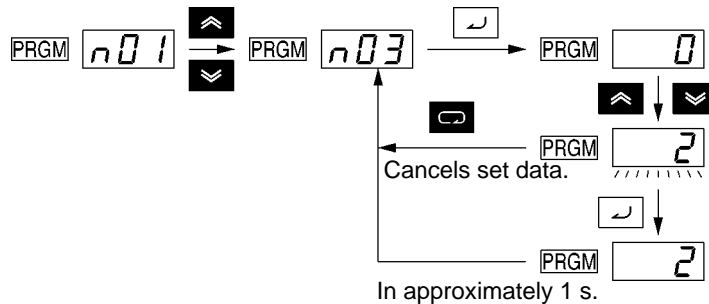 PRGM n01 PRGM n03 PRGM 0
PRGM 2
Cancels set data.
PRGM 2
In approximately 1 s.